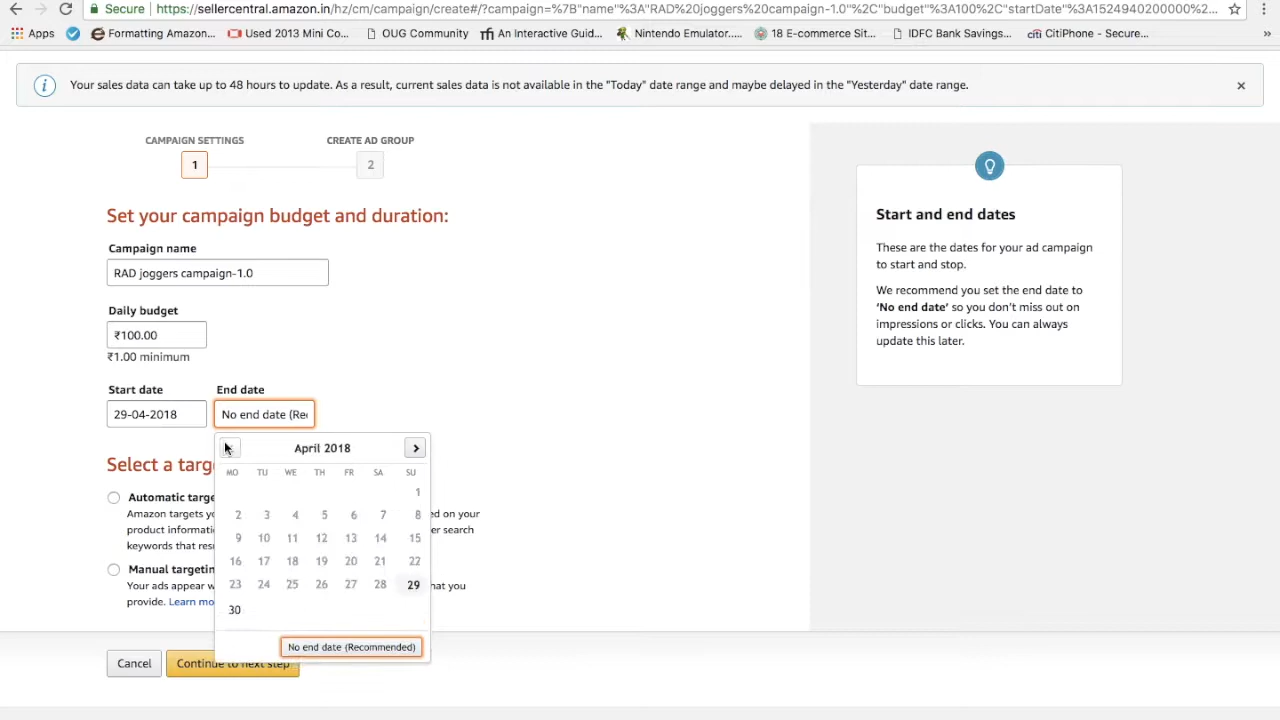 Secure https://sellercentral.amazon.in/hz/cm/campaign/create#/?campaign=%7B"name"%3A"RAD%20joggers%20campaign-1.0"%2C"budget"%3A100%2C"startDate"%3A1524940200000%2...
Apps Formatting Amazon... Used 2013 Mini Co... OUG Community An Interactive Guid... Nintendo Emulator.... 18 E-commerce Sit... IDFC Bank Savings... CitiPhone - Secure... »
Your sales data can take up to 48 hours to update. As a result, current sales data is not available in the "Today" date range and maybe delayed in the "Yesterday" date range.
CAMPAIGN SETTINGS CREATE AD GROUP
1 2
Set your campaign budget and duration:
Campaign name
RAD joggers campaign-1.0
Daily budget
₹100.00
₹1.00 minimum
Start date End date
29-04-2018 No end date (Re
April 2018
MO TU WE TH FR SA SU
1
2 3 4 5 6 7 8
9 10 11 12 13 14 15
16 17 18 19 20 21 22
23 24 25 26 27 28 29
30
No end date (Recommended)
Select a targ
Automatic targe
Amazon targets y ed on your
product informati er search
keywords that res
Manual targetin
Your ads appear w hat you
provide. Learn mo
Cancel Continue to next step
Start and end dates
These are the dates for your ad campaign
to start and stop.
We recommend you set the end date to
‘No end date’ so you don’t miss out on
impressions or clicks. You can always
update this later.